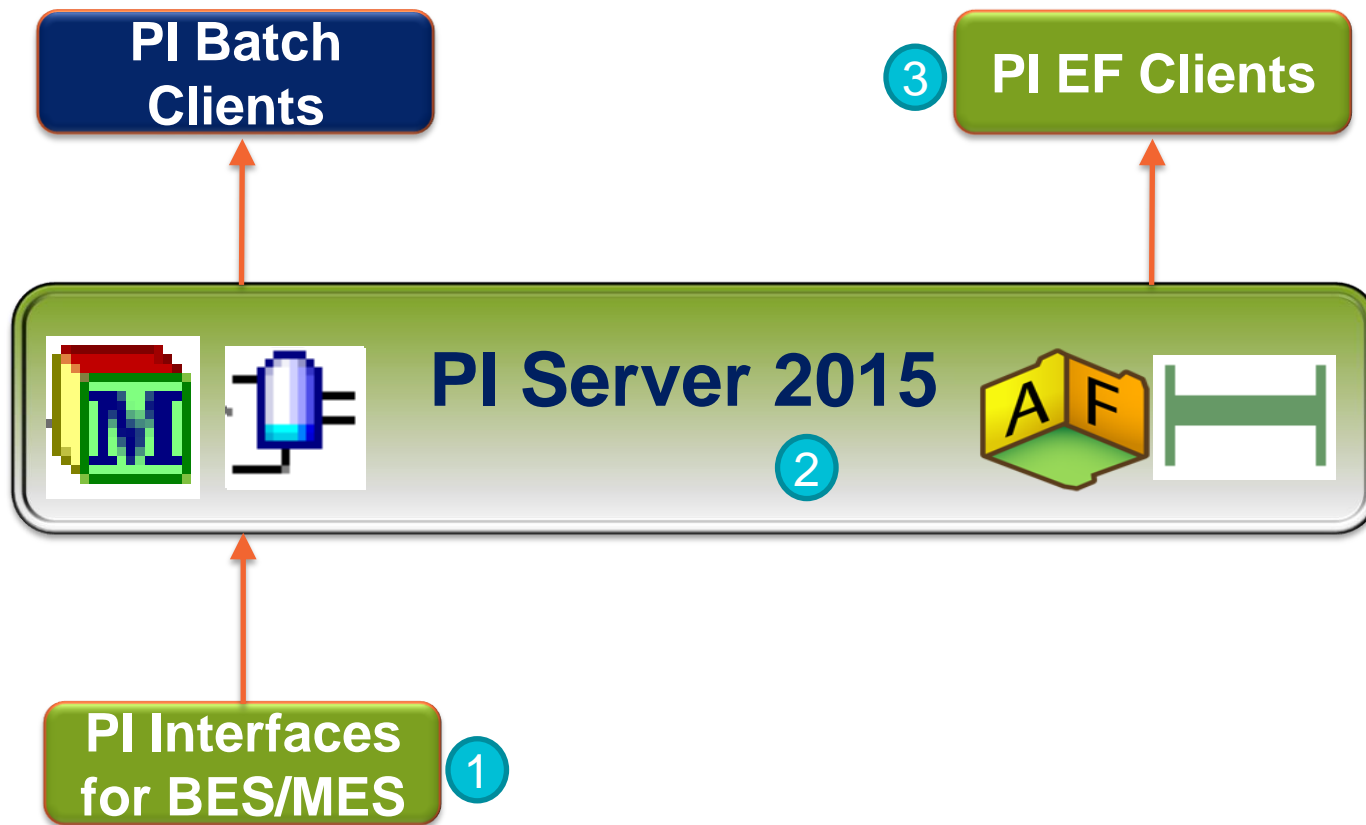 PI Batch
Clients
3
PI EF Clients
M
PI Server 2015
A F
2
PI Interfaces
for BES/MES
1